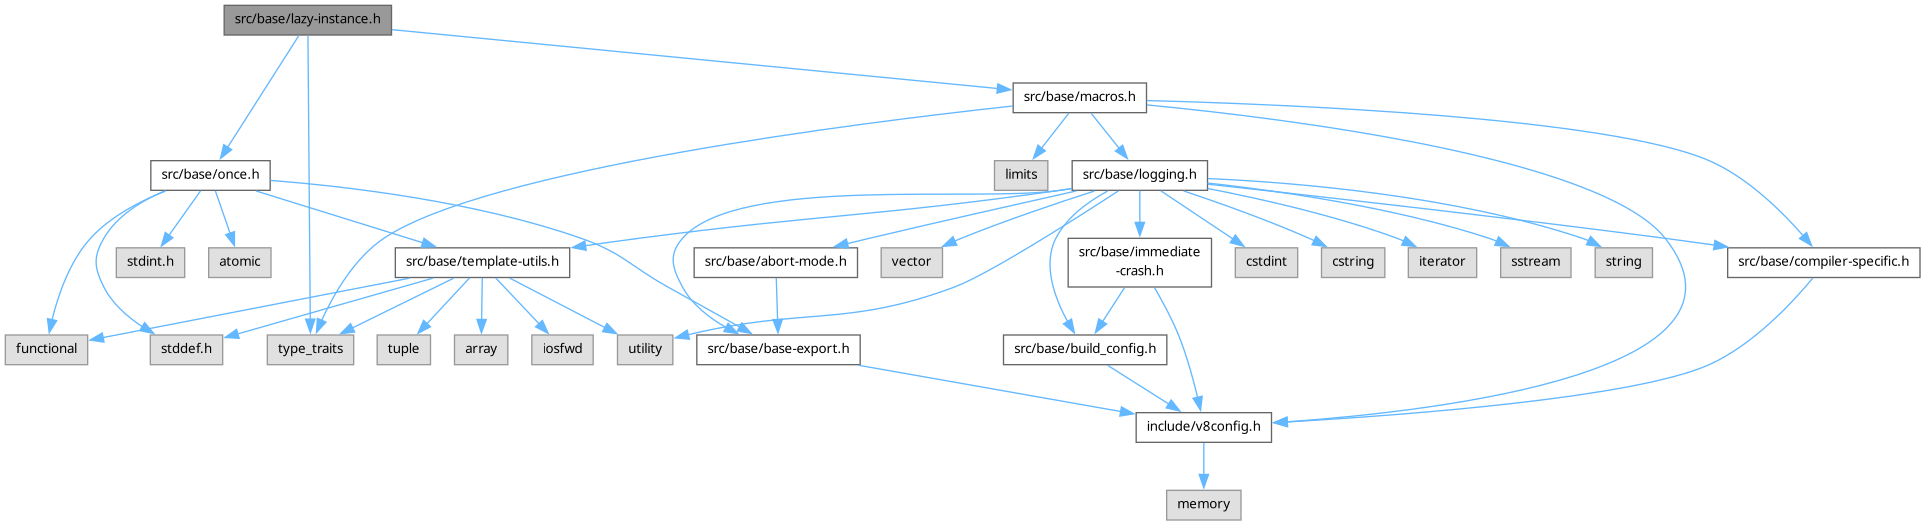 src/base/lazy-instance.h
src/base/macros.h
src/base/once.h
limits
src/base/logging.h
stdint.h
atomic
src/base/template-utils.h
src/base/abort-mode.h
vector
src/base/immediate
-crash.h
cstdint
cstring
iterator
sstream
string
src/base/compiler-specific.h
functional
stddef.h
type_traits
tuple
array
iosfwd
utility
src/base/base-export.h
src/base/build_config.h
include/v8config.h
memory